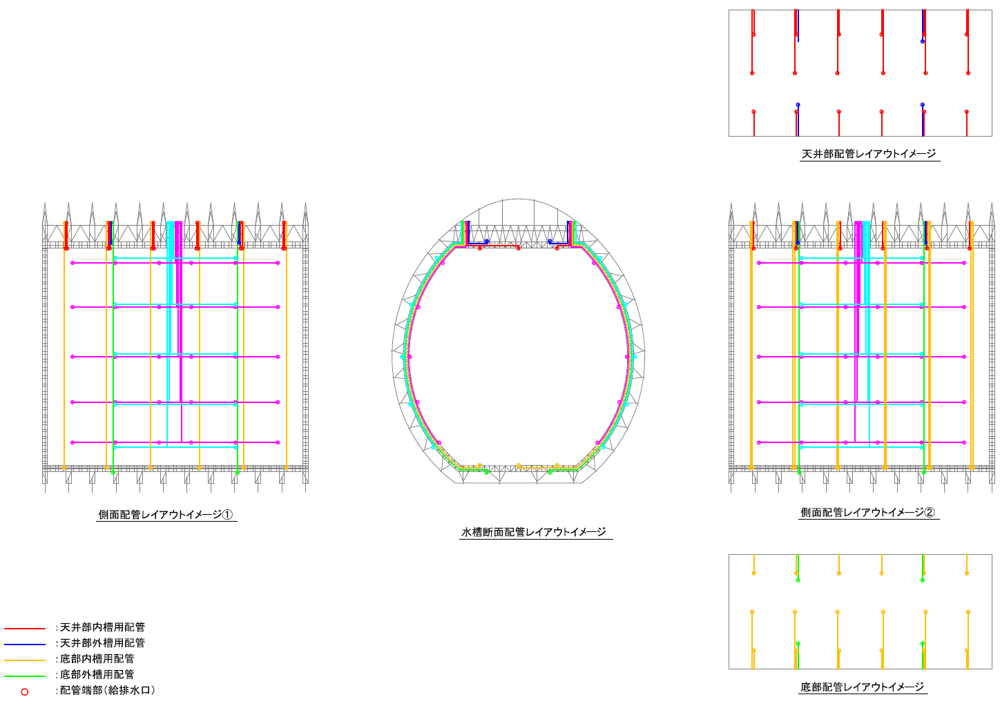 天井部配管レイアウトイメージ
側面配管レイアウトイメージ①
側面配管レイアウトイメージ②
水槽断面配管レイアウトイメージ
：天井部内槽用配管
：天井部外槽用配管
：底部内槽用配管
：底部外槽用配管
：配管端部（給排水口）
底部配管レイアウトイメージ